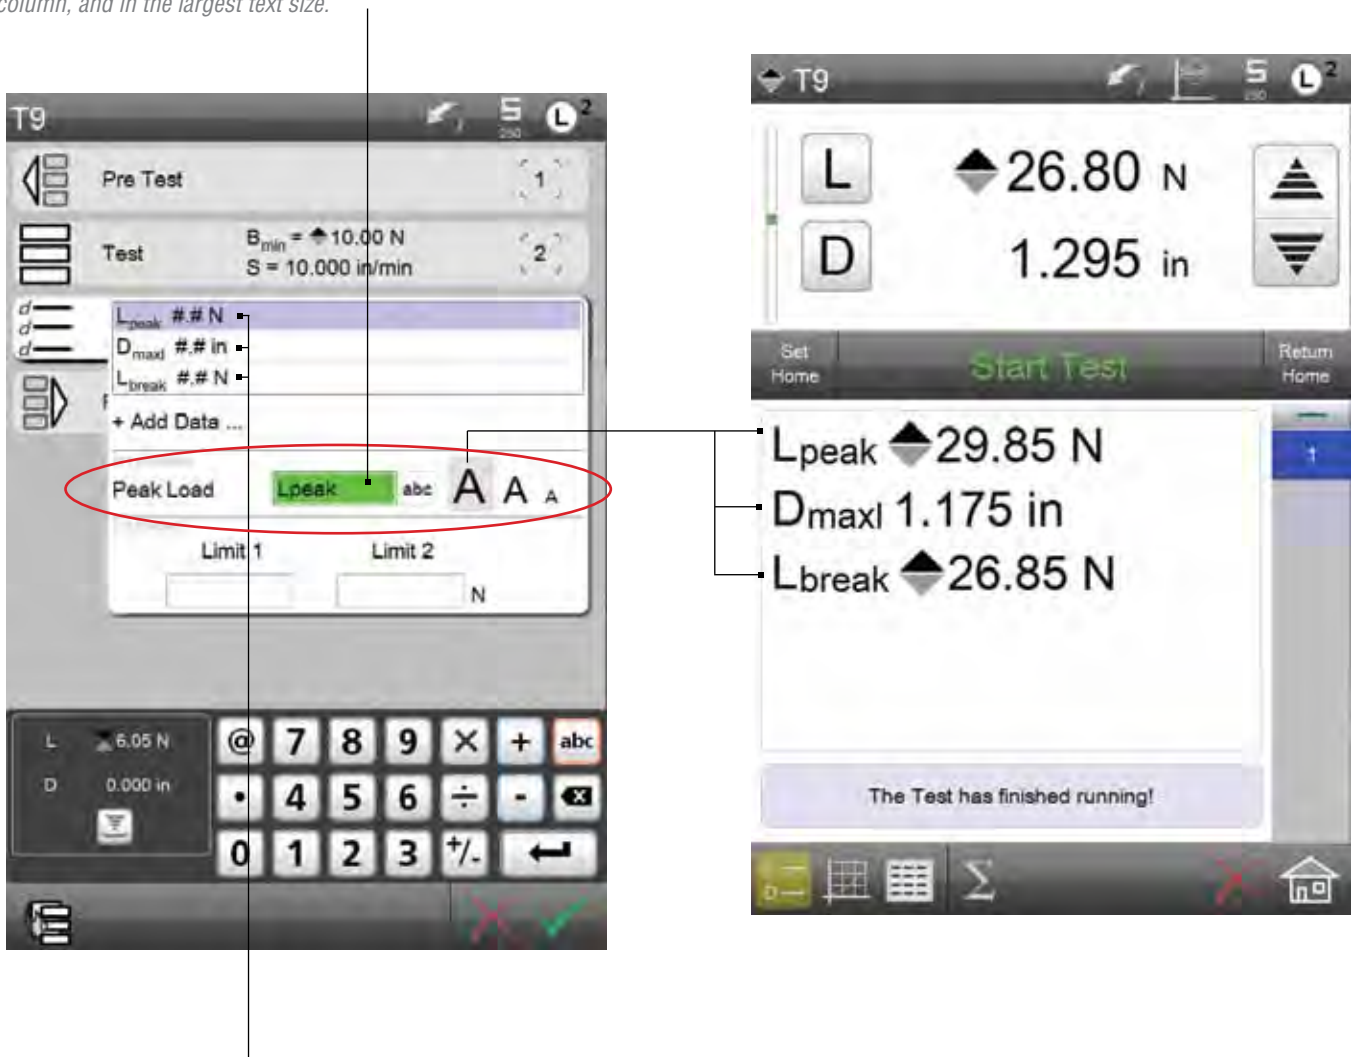 column, and in the largest text size.
T9
S
250
L 2
Pre Test
1
Test
Bmin = 10.00 N
S = 10.000 in/min
2
d
d
d
Lpeak #.# N
Dmaxl #.# in
Lbreak #.# N
+ Add Data ...
Peak Load Lpeak abc A A A
Limit 1 Limit 2
N
L 6.05 N
D 0.000 in
@ 7 8 9 × + abc
• 4 5 6 ÷ -
0 1 2 3 +/-
T9
S
250
L 2
L 26.80 N
D 1.295 in
Set Home
Start Test
Return Home
Lpeak 29.85 N
Dmaxl 1.175 in
Lbreak 26.85 N
1
The Test has finished running!
D
Σ